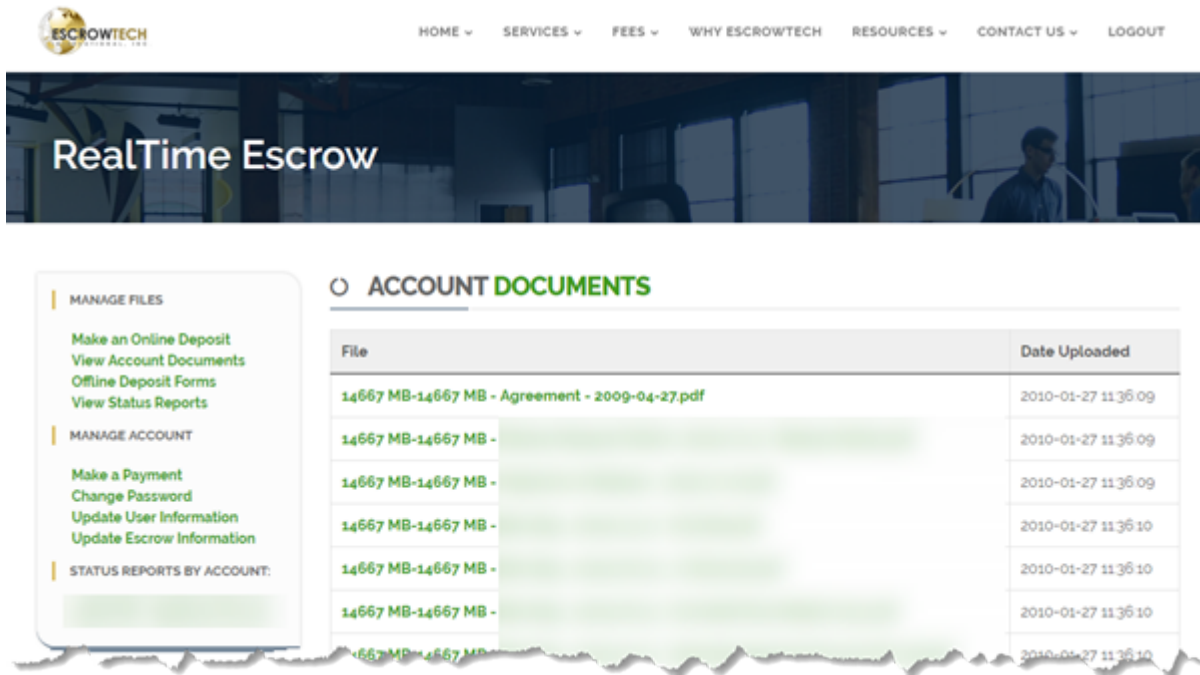 ESCROWTECH
HOME SERVICES FEES WHY ESCROWTECH RESOURCES CONTACT US LOGOUT
RealTime Escrow
MANAGE FILES
Make an Online Deposit
View Account Documents
Offline Deposit Forms
View Status Reports
MANAGE ACCOUNT
Make a Payment
Change Password
Update User Information
Update Escrow Information
STATUS REPORTS BY ACCOUNT:
ACCOUNT DOCUMENTS
File Date Uploaded
14667 MB-14667 MB - Agreement - 2009-04-27.pdf 2010-01-27 11:36:09
14667 MB-14667 MB - 2010-01-27 11:36:09
14667 MB-14667 MB - 2010-01-27 11:36:09
14667 MB-14667 MB - 2010-01-27 11:36:10
14667 MB-14667 MB - 2010-01-27 11:36:10
14667 MB-14667 MB - 2010-01-27 11:36:10